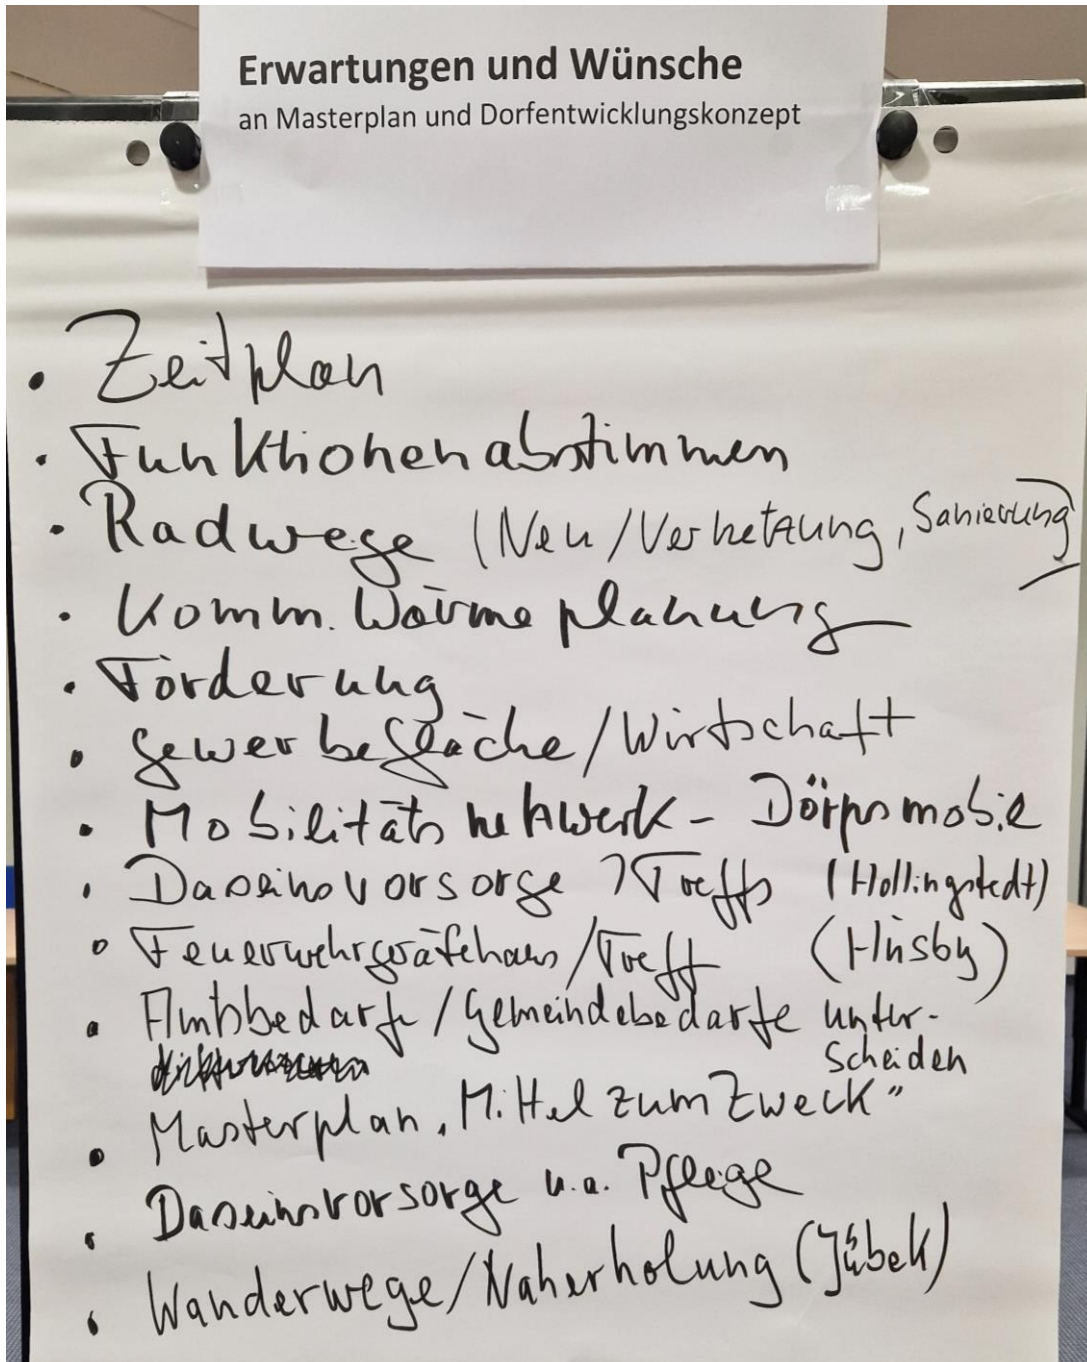 Erwartungen und Wünsche
an Masterplan und Dorfentwicklungskonzept
• Zeitplan
• Funktionen abstimmen
• Radwege (Neu/Vernetzung, Sanierung)
• Komm. Wärmeplanung
• Förderung
• Gewerbefläche/Wirtschaft
• Mobilitätsnetzwerk – Dörpsmobil
• Daseinsvorsorge / Treffs (Hollingstedt)
• Feuerwehrgerätehaus/Treff (Hüsby)
• Amtsbedarfe/Gemeindebedarfe unter-
scheiden
• Masterplan „Mittel zum Zweck"
• Daseinsvorsorge u.a. Pflege
• Wanderwege/Naherholung (Jübek)